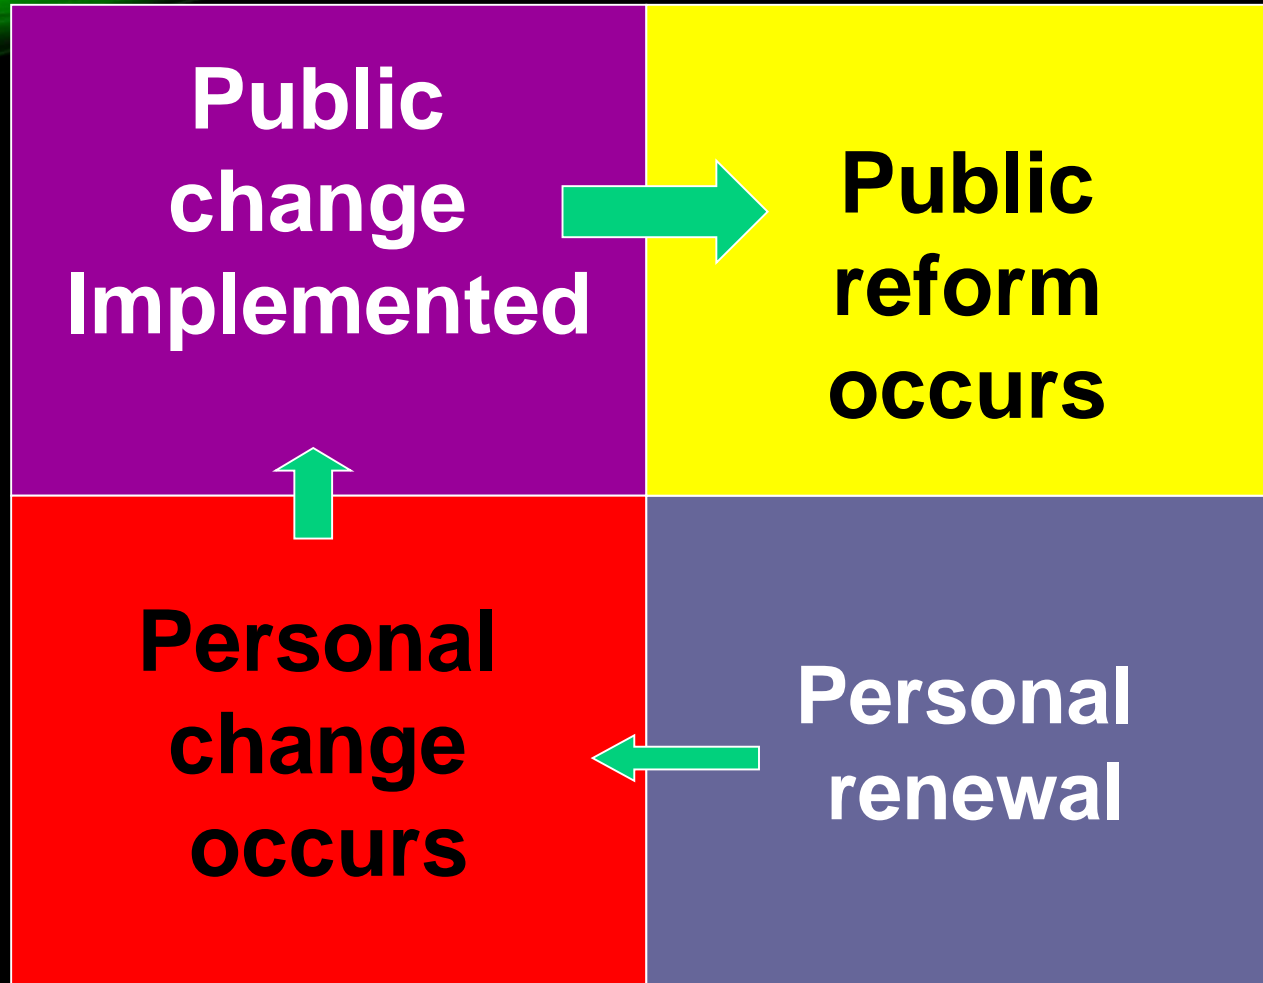 Public
change
Implemented
Public
reform
occurs
Personal
change
occurs
Personal
renewal